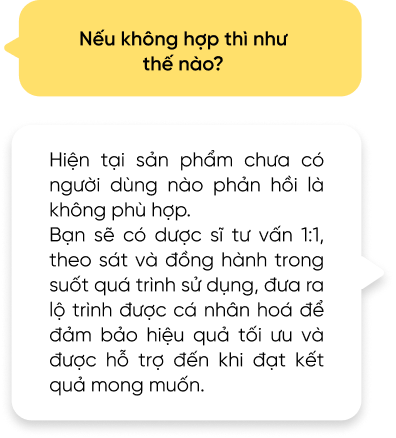 Nếu không hợp thì như
thế nào?
Hiện tại sản phẩm chưa có
người dùng nào phản hồi là
không phù hợp.
Bạn sẽ có dược sĩ tư vấn 1:1,
theo sát và đồng hành trong
suốt quá trình sử dụng, đưa ra
lộ trình được cá nhân hoá để
đảm bảo hiệu quả tối ưu và
được hỗ trợ đến khi đạt kết
quả mong muốn.